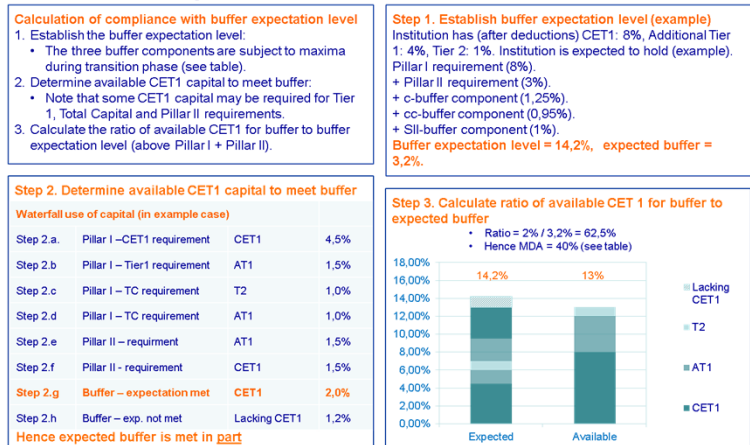 Calculation of compliance with buffer expectation level
1. Establish the buffer expectation level:
• The three buffer components are subject to maxima
during transition phase (see table).
2. Determine available CET1 capital to meet buffer:
• Note that some CET1 capital may be required for Tier
1, Total Capital and Pillar II requirements.
3. Calculate the ratio of available CET1 for buffer to buffer
expectation level (above Pillar I + Pillar II).
Step 1. Establish buffer expectation level (example)
Institution has (after deductions) CET1: 8%, Additional Tier
1: 4%, Tier 2: 1%. Institution is expected to hold (example).
Pillar I requirement (8%).
+ Pillar II requirement (3%).
+ c-buffer component (1,25%).
+ cc-buffer component (0,95%).
+ SII-buffer component (1%).
Buffer expectation level = 14,2%, expected buffer =
3,2%.
Step 2. Determine available CET1 capital to meet buffer
Waterfall use of capital (in example case)
Step 2.a. Pillar I –CET1 requirement CET1 4,5%
Step 2.b Pillar I – Tier1 requirement AT1 1,5%
Step 2.c Pillar I – TC requirement T2 1,0%
Step 2.d Pillar I – TC requirement AT1 1,0%
Step 2.e Pillar II – requirment AT1 1,5%
Step 2.f Pillar II - requirement CET1 1,5%
Step 2.g Buffer – expectation met CET1 2,0%
Step 2.h Buffer – exp. not met Lacking CET1 1,2%
Hence expected buffer is met in part
Step 3. Calculate ratio of available CET 1 for buffer to
expected buffer
• Ratio = 2% / 3,2% = 62,5%
• Hence MDA = 40% (see table)
18,00%
16,00%
14,00%
12,00%
10,00%
8,00%
6,00%
4,00%
2,00%
0,00%
14,2% 13%
Expected Available
Lacking
CET1
T2
AT1
CET1